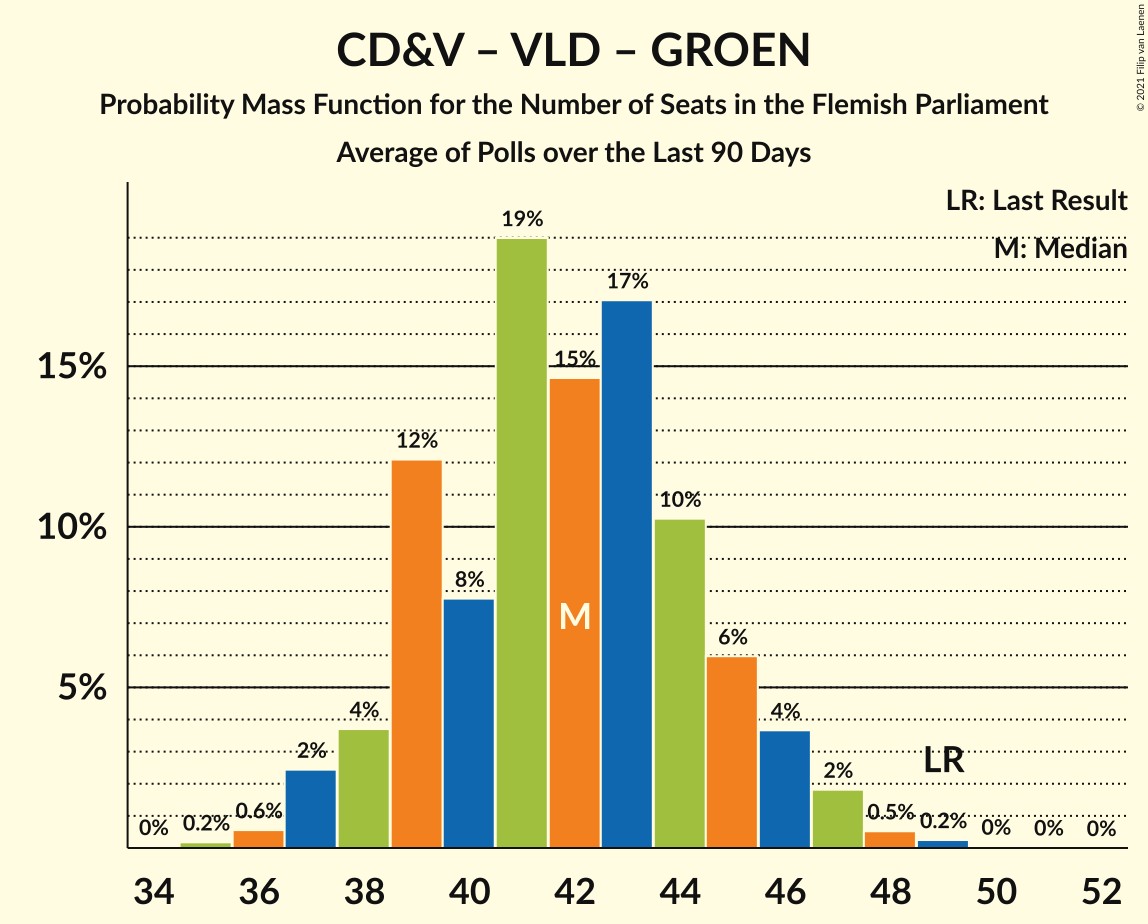 CD&V – VLD – GROEN
Probability Mass Function for the Number of Seats in the Flemish Parliament
Average of Polls over the Last 90 Days
© 2021 Filip van Laenen
LR: Last Result
M: Median
19%
17%
15%
15%
12%
10%
10%
8%
M
6%
5%
4%
4%
LR
2%
2%
0%
0.2%
0.6%
0.5%
0.2%
0%
0%
0%
34 36 38 40 42 44 46 48 50 52